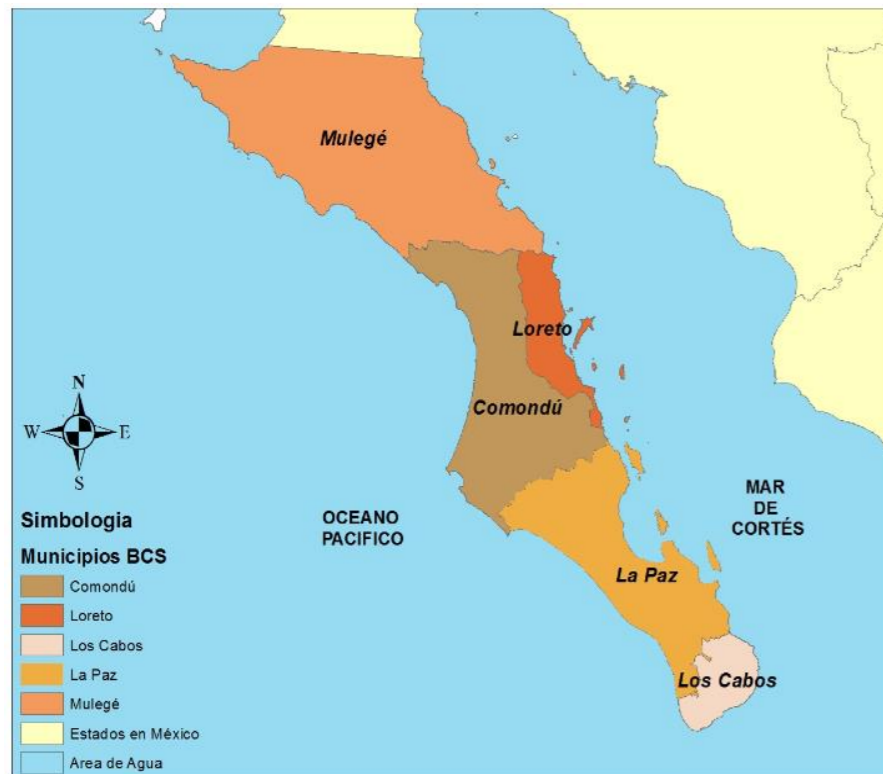 Mulegé
Loreto
Comondú
N
W E
S
OCEANO
PACIFICO
MAR
DE
CORTÉS
La Paz
Los Cabos
Simbologia
Municipios BCS
Comondú
Loreto
Los Cabos
La Paz
Mulegé
Estados en México
Area de Agua